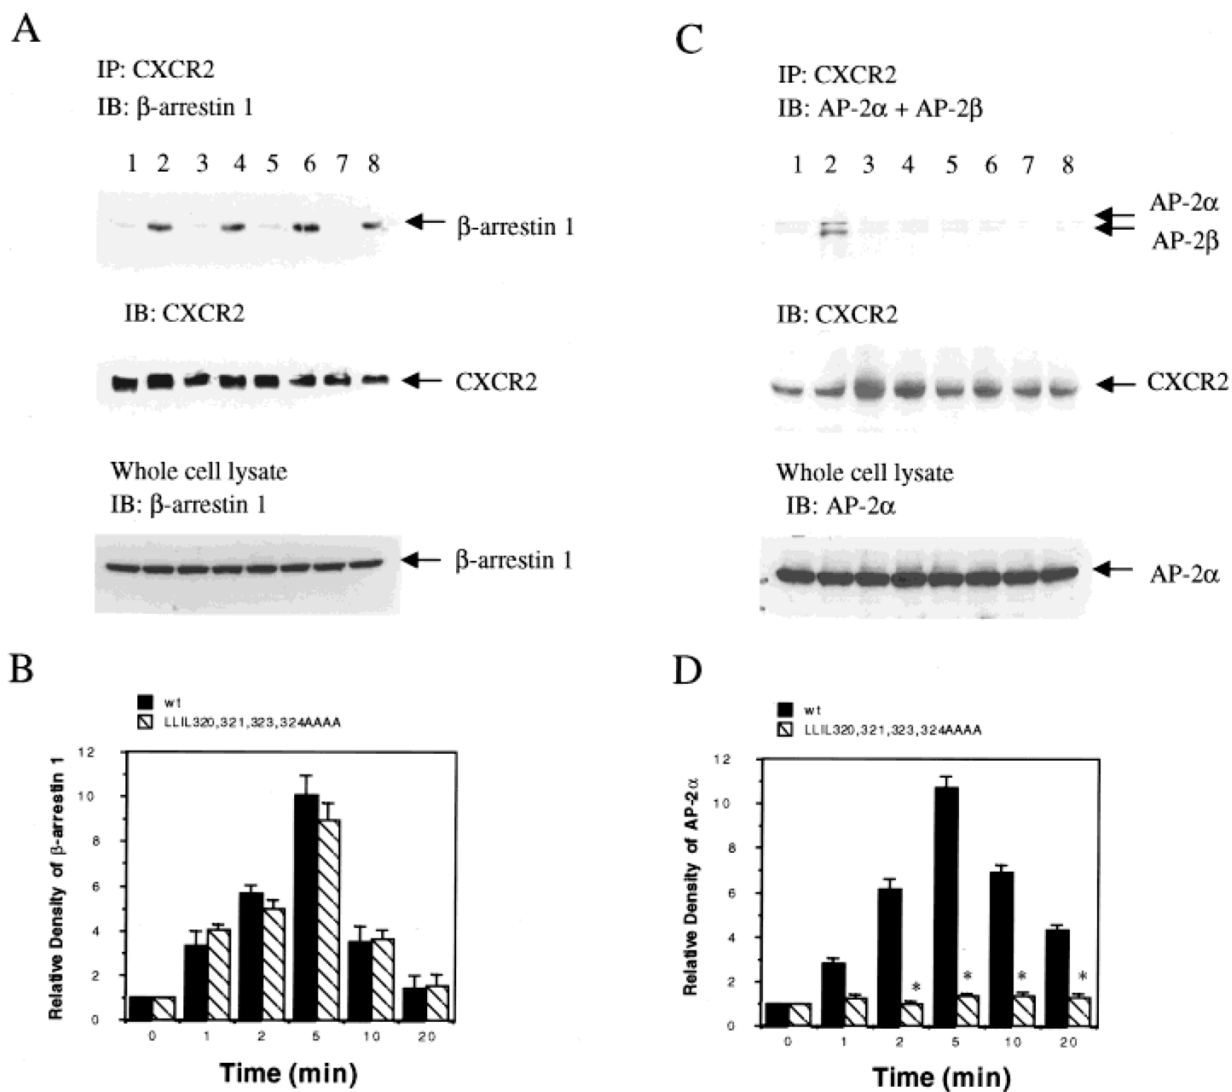 A
IP: CXCR2
IB: β-arrestin 1
1 2 3 4 5 6 7 8
β-arrestin 1
IB: CXCR2
CXCR2
Whole cell lysate
IB: β-arrestin 1
β-arrestin 1
B
wt
LLIL320,321,323,324AAAA
Relative Density of β-arrestin 1
12
10
8
6
4
2
0
0 1 2 5 10 20
Time (min)
C
IP: CXCR2
IB: AP-2α + AP-2β
1 2 3 4 5 6 7 8
AP-2α
AP-2β
IB: CXCR2
CXCR2
Whole cell lysate
IB: AP-2α
AP-2α
D
wt
LLIL320,321,323,324AAAA
Relative Density of AP-2α
12
10
8
6
4
2
0
* * * *
0 1 2 5 10 20
Time (min)